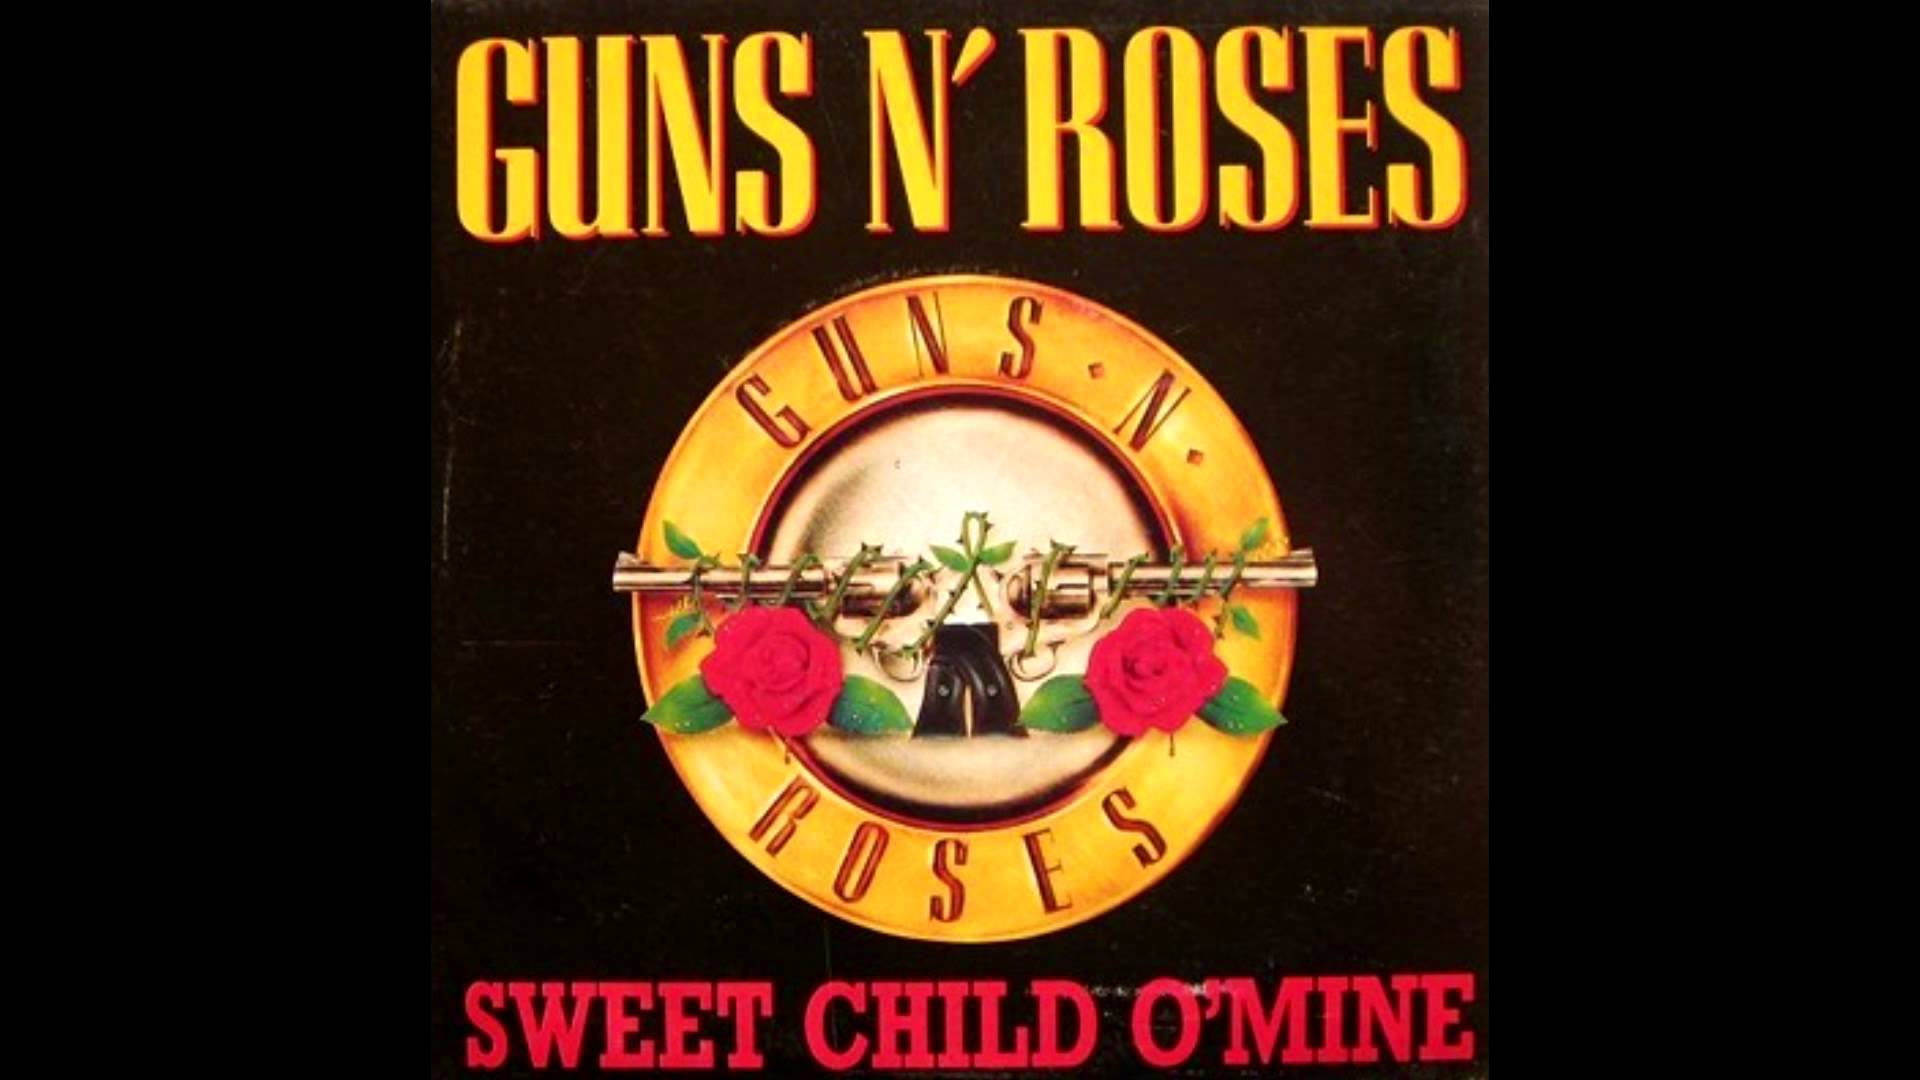 GUNS N' ROSES
GUNS · N ·
ROSES
SWEET CHILD O'MINE